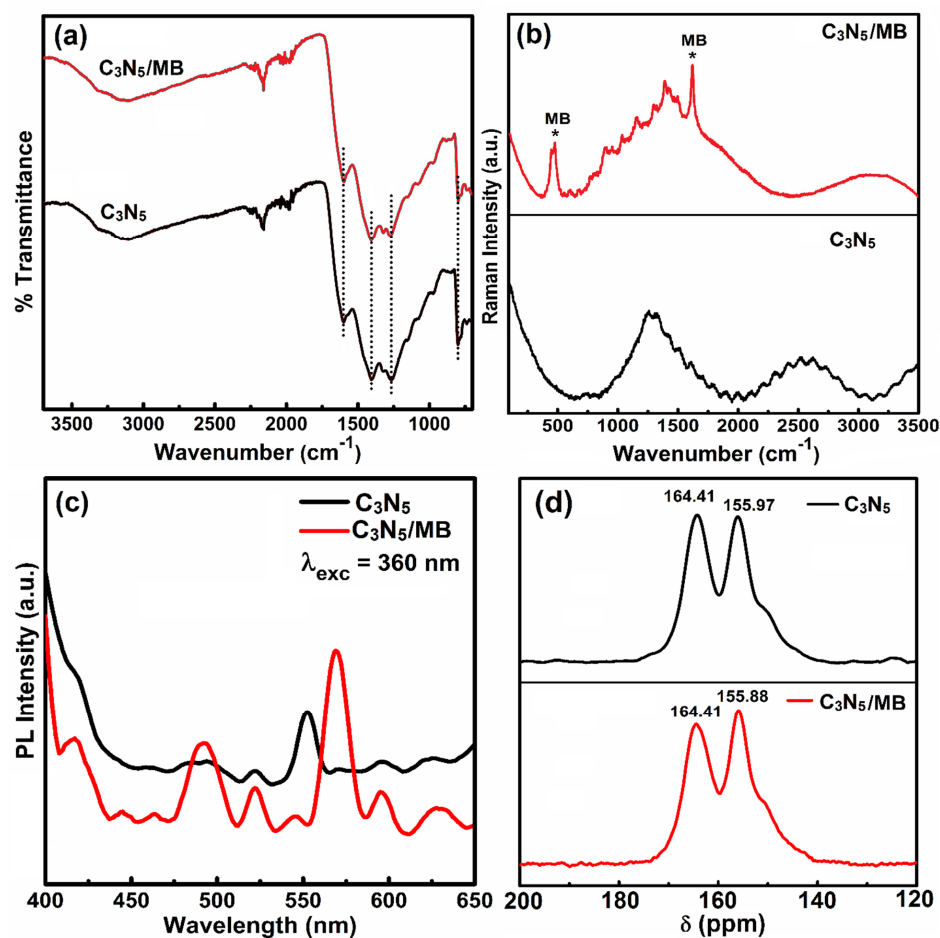 (a)
C₃N₅/MB
C₃N₅
% Transmittance
3500 3000 2500 2000 1500 1000
Wavenumber (cm⁻¹)
(b)
C₃N₅/MB
MB
*
MB
*
C₃N₅
Raman Intensity (a.u.)
500 1000 1500 2000 2500 3000 3500
Wavenumber (cm⁻¹)
(c)
C₃N₅
C₃N₅/MB
λexc = 360 nm
PL Intensity (a.u.)
400 450 500 550 600 650
Wavelength (nm)
(d)
164.41 155.97
C₃N₅
164.41 155.88
C₃N₅/MB
200 180 160 140 120
δ (ppm)